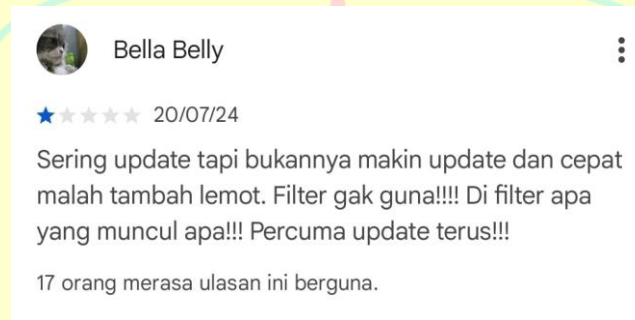 Bella Belly
20/07/24
Sering update tapi bukannya makin update dan cepat
malah tambah lemot. Filter gak guna!!!! Di filter apa
yang muncul apa!!! Percuma update terus!!!
17 orang merasa ulasan ini berguna.